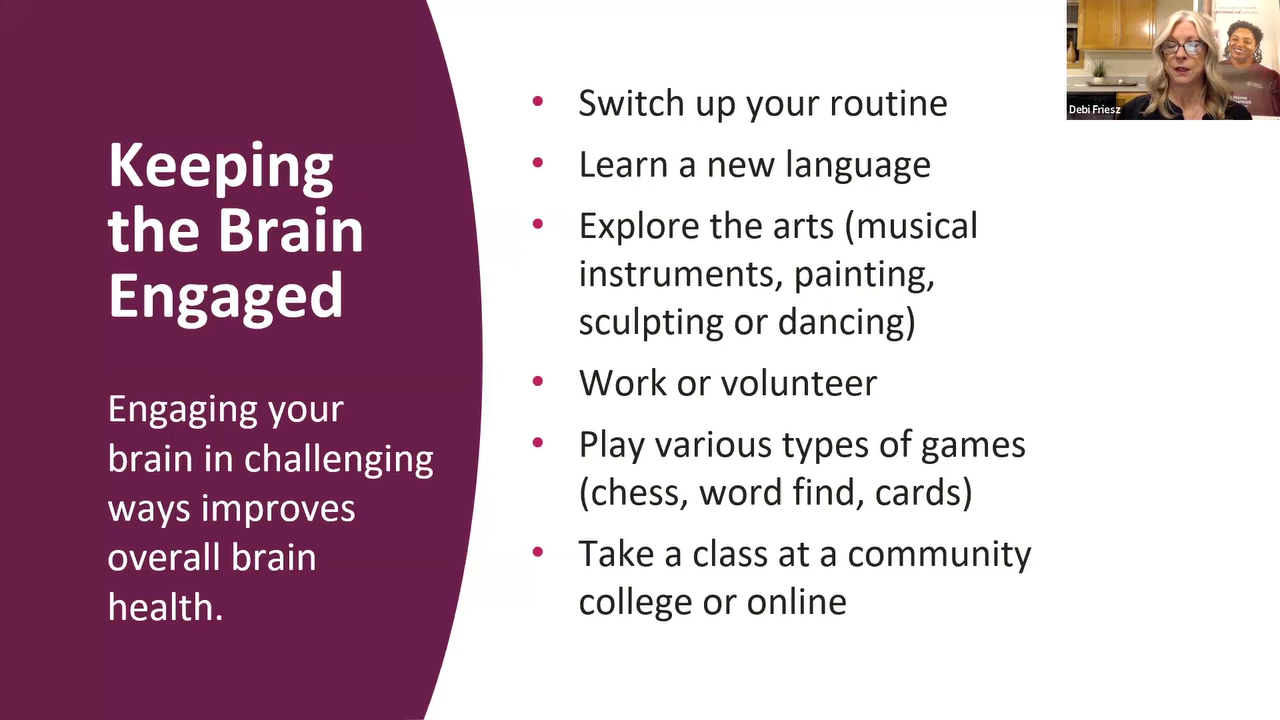 Keeping
the Brain
Engaged
Engaging your
brain in challenging
ways improves
overall brain
health.
• Switch up your routine
• Learn a new language
• Explore the arts (musical
instruments, painting,
sculpting or dancing)
• Work or volunteer
• Play various types of games
(chess, word find, cards)
• Take a class at a community
college or online
Debi Friesz